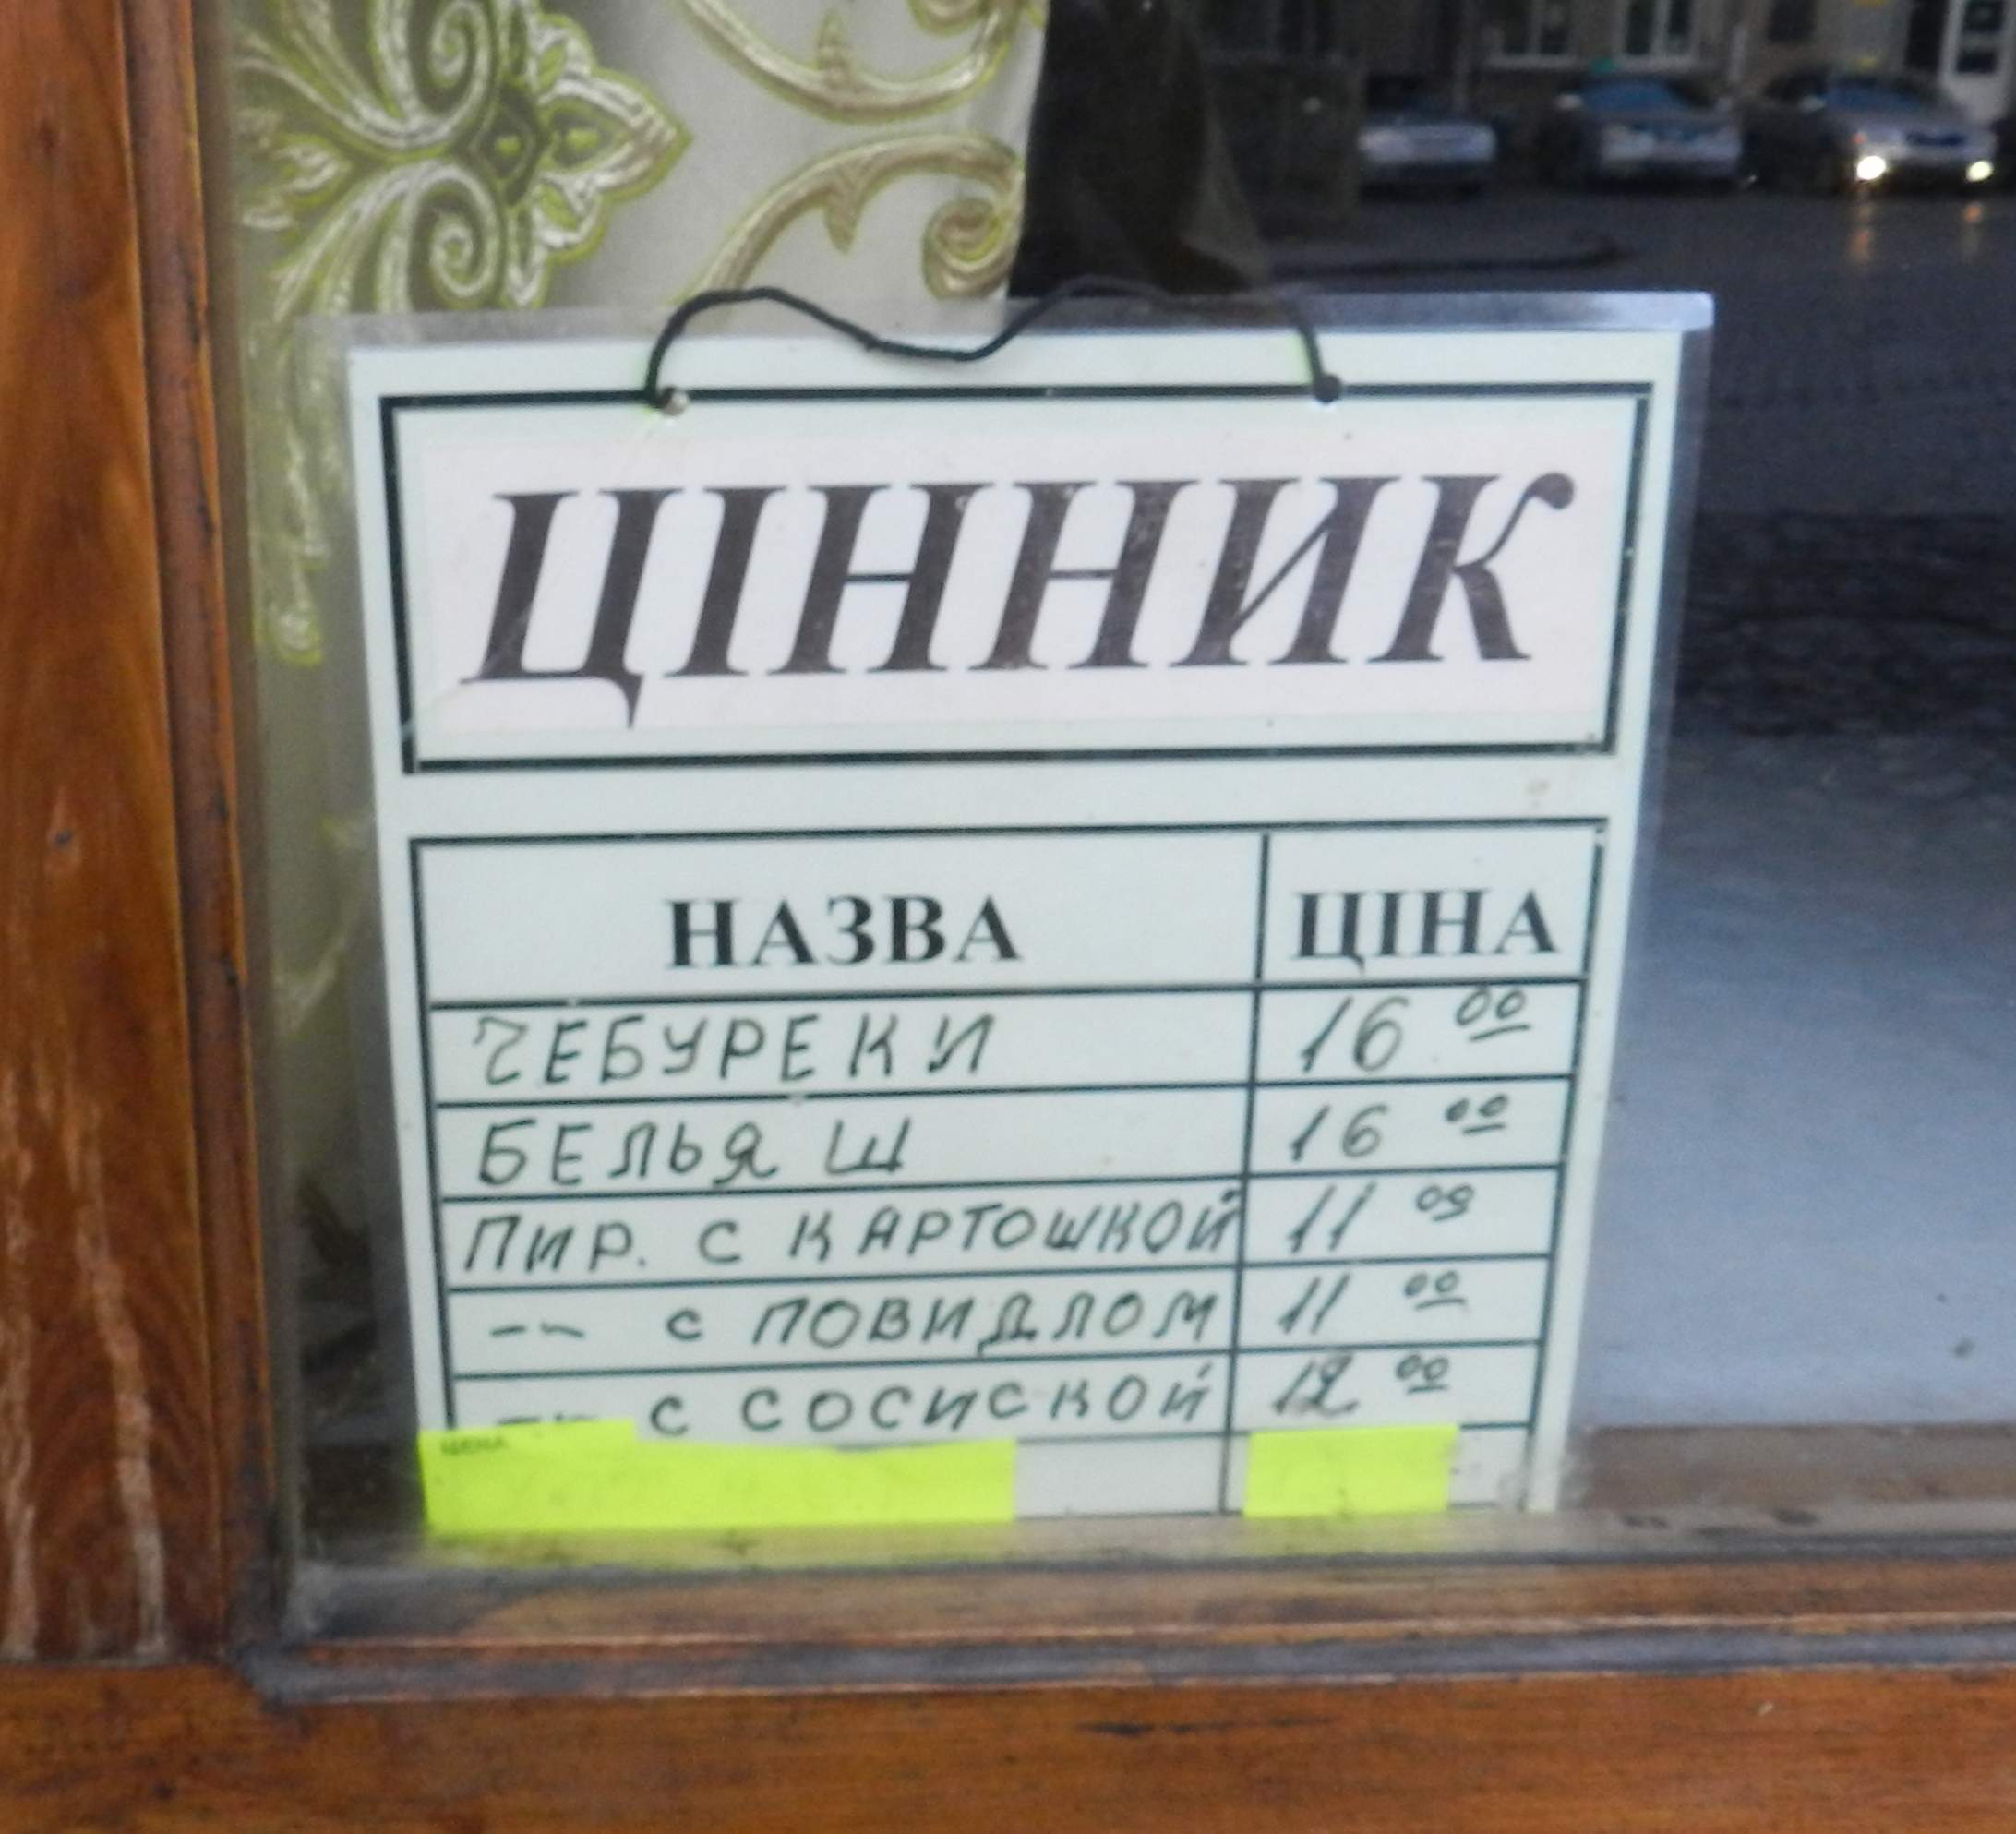 ЦІННИК
НАЗВА ЦІНА
ЧЕБУРЕКИ 16 00
БЕЛЬЯШ 16 00
ПИР. С КАРТОШКОЙ 11 00
-"- С ПОВИДЛОМ 11 00
-"- С СОСИСКОЙ 12 00